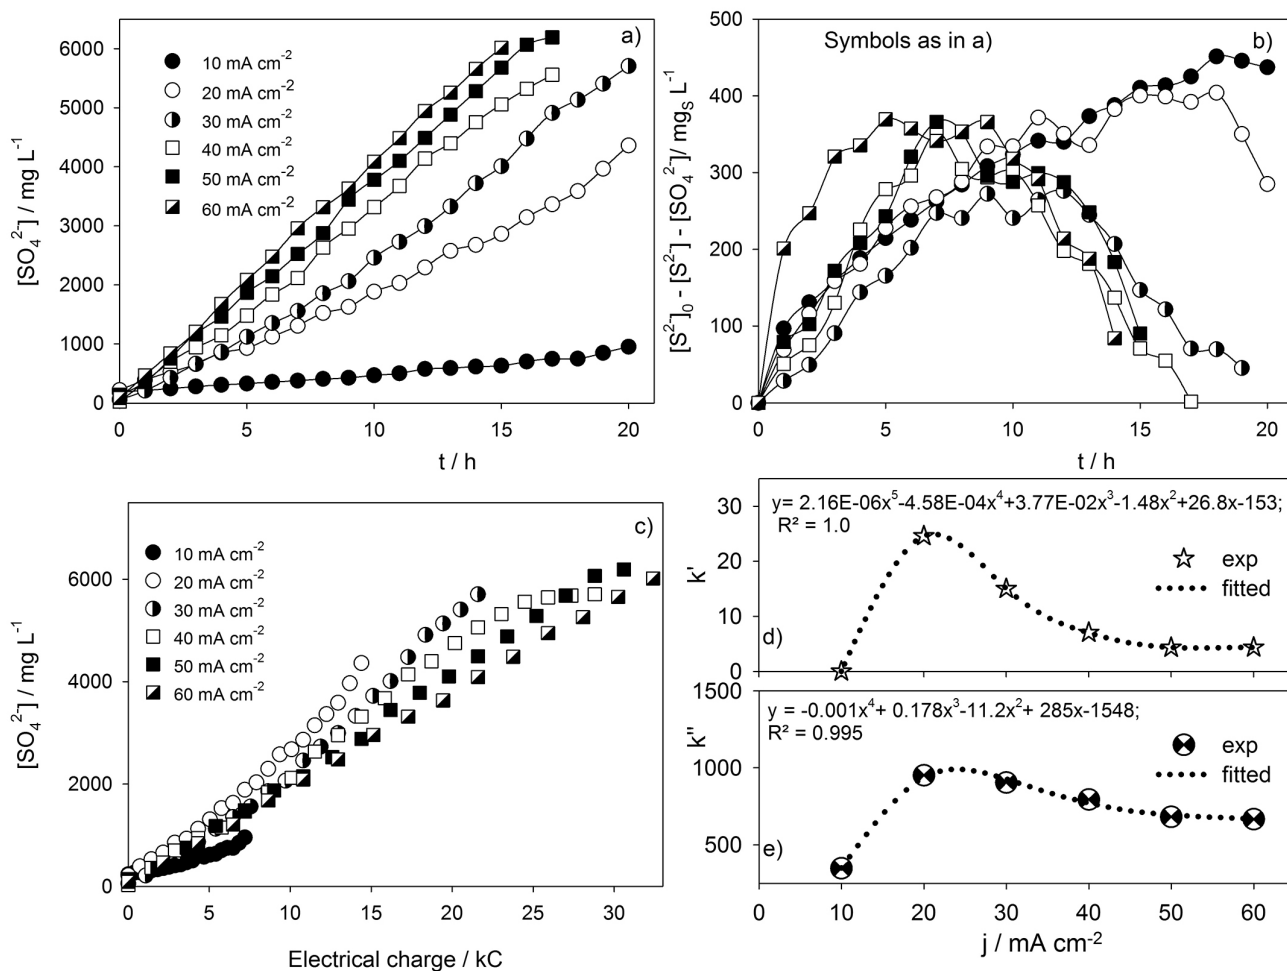 a)
6000
5000
4000
3000
2000
1000
0
[SO₄²⁻] / mg L⁻¹
10 mA cm⁻²
20 mA cm⁻²
30 mA cm⁻²
40 mA cm⁻²
50 mA cm⁻²
60 mA cm⁻²
0 5 10 15 20
t / h
b)
Symbols as in a)
500
400
300
200
100
0
[S²⁻]₀ - [S²⁻] - [SO₄²⁻]/ mg_S L⁻¹
0 5 10 15 20
t / h
c)
6000
4000
2000
0
[SO₄²⁻] / mg L⁻¹
10 mA cm⁻²
20 mA cm⁻²
30 mA cm⁻²
40 mA cm⁻²
50 mA cm⁻²
60 mA cm⁻²
0 5 10 15 20 25 30
Electrical charge / kC
y= 2.16E-06x⁵-4.58E-04x⁴+3.77E-02x³-1.48x²+26.8x-153;
R² = 1.0
30
20
10
0
k'
exp
fitted
d)
y = -0.001x⁴+ 0.178x³-11.2x²+ 285x-1548;
R² = 0.995
1500
1000
500
k''
exp
fitted
e)
0 10 20 30 40 50 60
j / mA cm⁻²